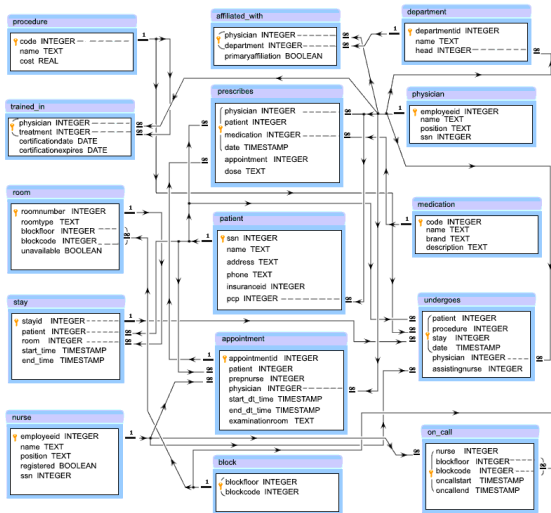 procedure
code INTEGER
name TEXT
cost REAL
affiliated_with
physician INTEGER
department INTEGER
primaryaffiliation BOOLEAN
department
departmentid INTEGER
name TEXT
head INTEGER
trained_in
physician INTEGER
treatment INTEGER
certificationdate DATE
certificationexpires DATE
prescribes
physician INTEGER
patient INTEGER
medication INTEGER
date TIMESTAMP
appointment INTEGER
dose TEXT
physician
employeeid INTEGER
name TEXT
position TEXT
ssn INTEGER
room
roomnumber INTEGER
roomtype TEXT
blockfloor INTEGER
blockcode INTEGER
unavailable BOOLEAN
patient
ssn INTEGER
name TEXT
address TEXT
phone TEXT
insuranceid INTEGER
pcp INTEGER
medication
code INTEGER
name TEXT
brand TEXT
description TEXT
stay
stayid INTEGER
patient INTEGER
room INTEGER
start_time TIMESTAMP
end_time TIMESTAMP
appointment
appointmentid INTEGER
patient INTEGER
prepnurse INTEGER
physician INTEGER
start_dt_time TIMESTAMP
end_dt_time TIMESTAMP
examinationroom TEXT
undergoes
patient INTEGER
procedure INTEGER
stay INTEGER
date TIMESTAMP
physician INTEGER
assistingnurse INTEGER
nurse
employeeid INTEGER
name TEXT
position TEXT
registered BOOLEAN
ssn INTEGER
block
blockfloor INTEGER
blockcode INTEGER
on_call
nurse INTEGER
blockfloor INTEGER
blockcode INTEGER
oncallstart TIMESTAMP
oncallend TIMESTAMP